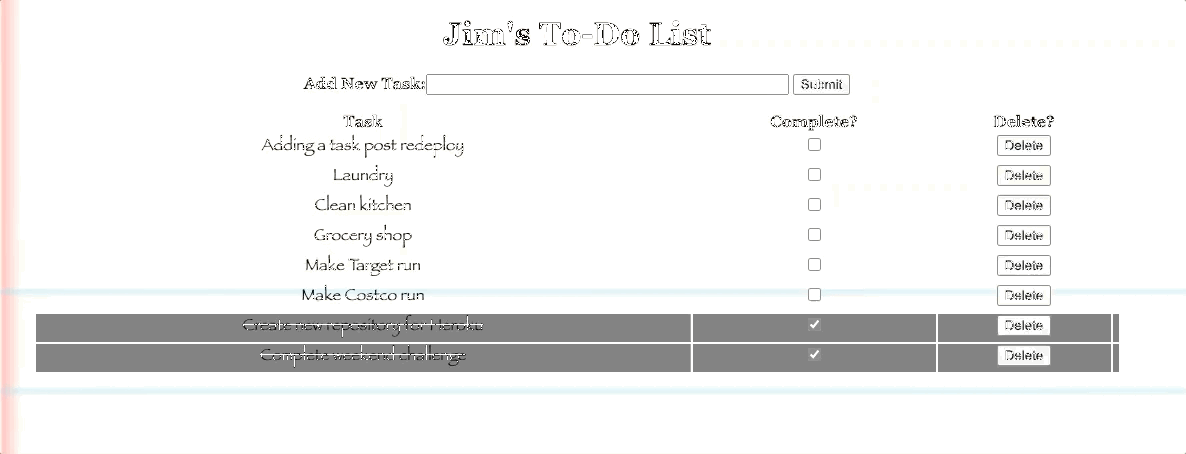 Jim's To-Do List
Add New Task: Submit
Task Complete? Delete?
Adding a task post redeploy Delete
Laundry Delete
Clean kitchen Delete
Grocery shop Delete
Make Target run Delete
Make Costco run Delete
Create new repository for Heroku Delete
Complete weekend challenge Delete